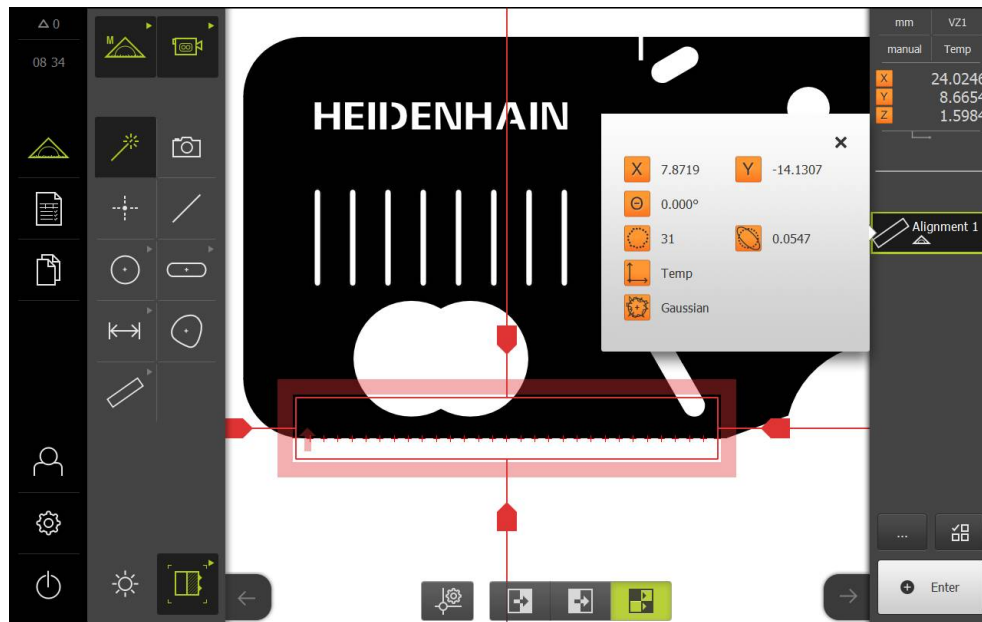 0
08 34
M
HEIDENHAIN
X 7.8719 Y -14.1307
Θ 0.000°
31 0.0547
Temp
Gaussian
mm VZ1
manual Temp
X 24.0246
Y 8.6654
Z 1.5984
Alignment 1
...
Enter